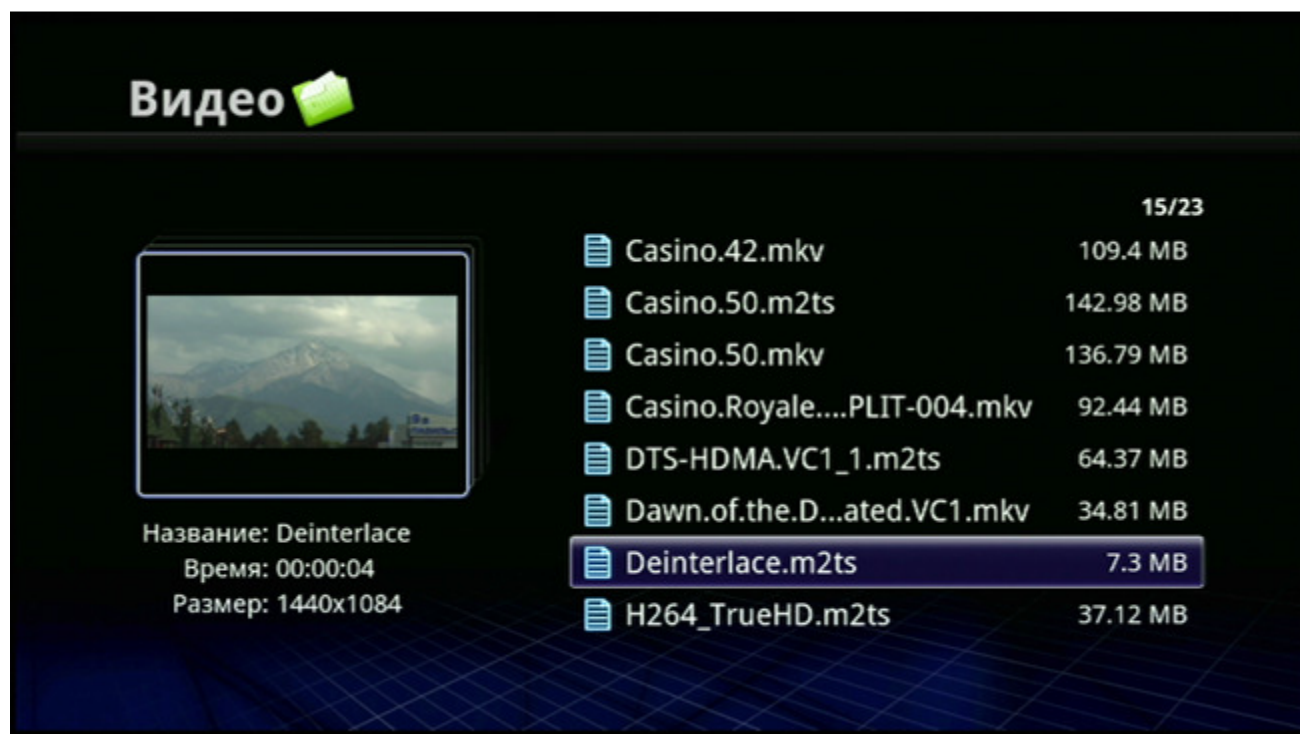 Видео
15/23
Casino.42.mkv 109.4 MB
Casino.50.m2ts 142.98 MB
Casino.50.mkv 136.79 MB
Casino.Royale....PLIT-004.mkv 92.44 MB
DTS-HDMA.VC1_1.m2ts 64.37 MB
Dawn.of.the.D...ated.VC1.mkv 34.81 MB
Deinterlace.m2ts 7.3 MB
H264_TrueHD.m2ts 37.12 MB
Название: Deinterlace
Время: 00:00:04
Размер: 1440x1084